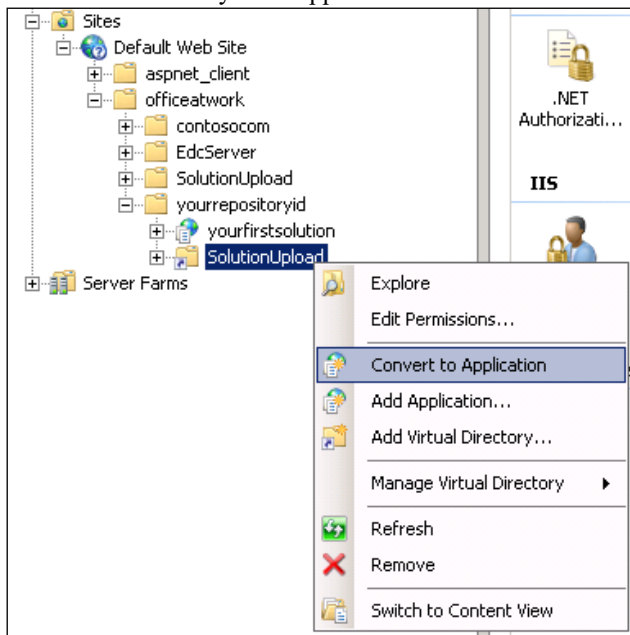 Sites
Default Web Site
aspnet_client
officeatwork
contosocom
EdcServer
SolutionUpload
yourrepositoryid
yourfirstsolution
SolutionUpload
Server Farms
.NET
Authorizati...
IIS
Explore
Edit Permissions...
Convert to Application
Add Application...
Add Virtual Directory...
Manage Virtual Directory
Refresh
Remove
Switch to Content View